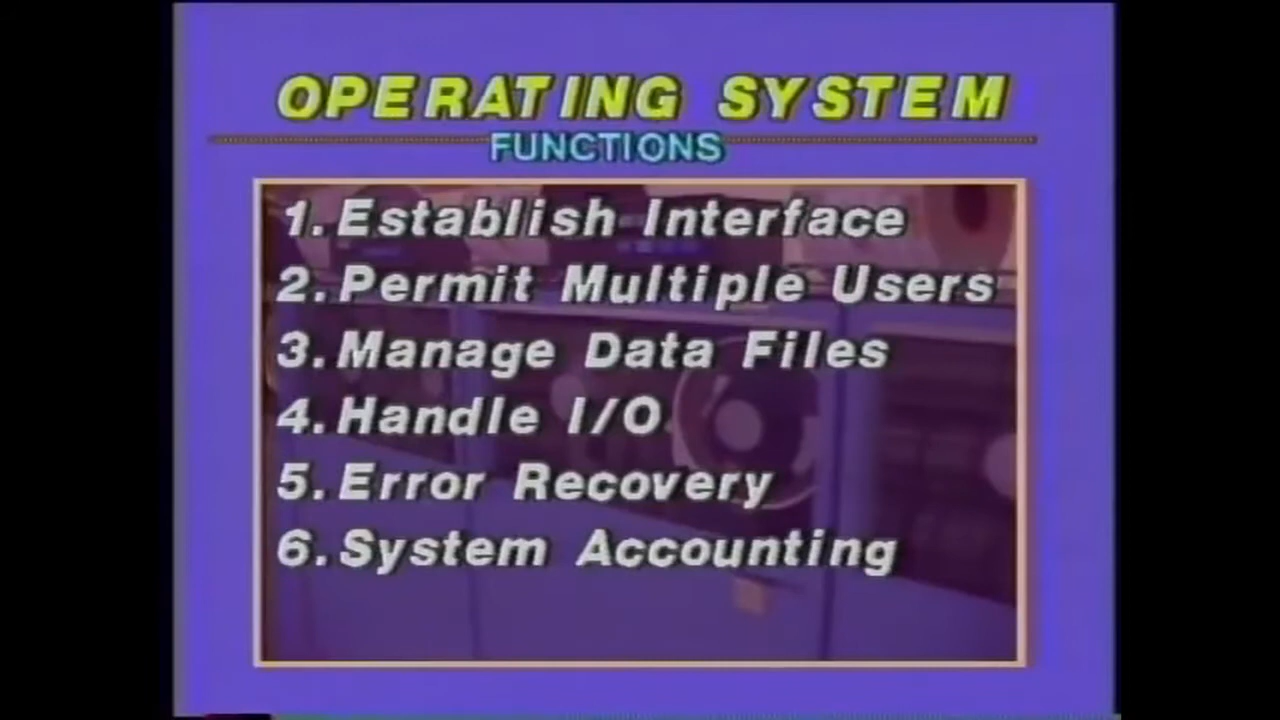 OPERATING SYSTEM
FUNCTIONS
1. Establish Interface
2. Permit Multiple Users
3. Manage Data Files
4. Handle I/O
5. Error Recovery
6. System Accounting